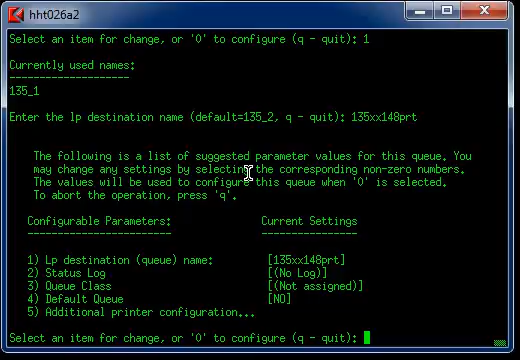 hht026a2
Select an item for change, or '0' to configure (q - quit): 1
Currently used names:
--------------------
135_1
Enter the lp destination name (default=135_2, q - quit): 135xx148prt
The following is a list of suggested parameter values for this queue. You
may change any settings by selecting the corresponding non-zero numbers.
The values will be used to configure this queue when '0' is selected.
To abort the operation, press 'q'.
Configurable Parameters: Current Settings
------------------------ ----------------
1) Lp destination (queue) name: [135xx148prt]
2) Status Log [(No Log)]
3) Queue Class [(Not assigned)]
4) Default Queue [NO]
5) Additional printer configuration...
Select an item for change, or '0' to configure (q - quit):